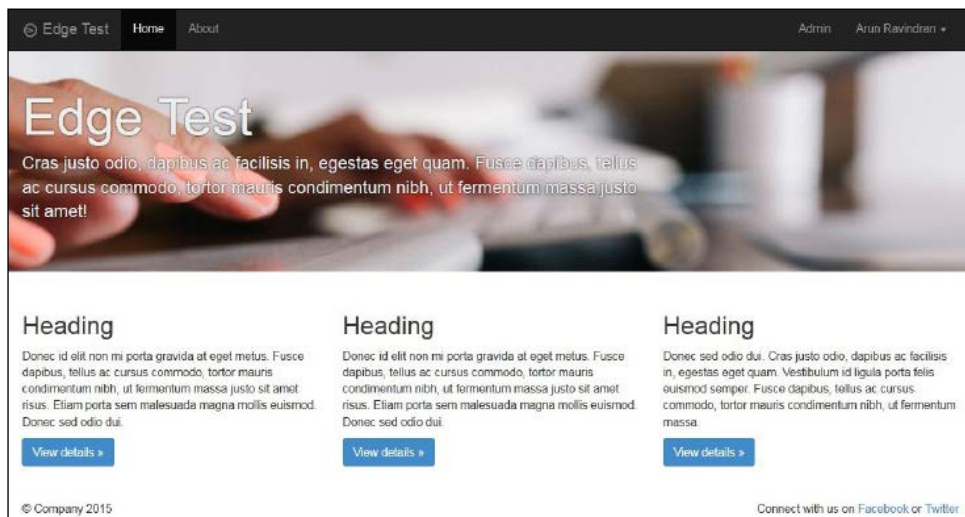 Edge Test Home About Admin Arun Ravindran
Edge Test
Cras justo odio, dapibus ac facilisis in, egestas eget quam. Fusce dapibus, tellus
ac cursus commodo, tortor mauris condimentum nibh, ut fermentum massa justo
sit amet!
Heading
Donec id elit non mi porta gravida at eget metus. Fusce
dapibus, tellus ac cursus commodo, tortor mauris
condimentum nibh, ut fermentum massa justo sit amet
risus. Etiam porta sem malesuada magna mollis euismod.
Donec sed odio dui.
View details »
Heading
Donec id elit non mi porta gravida at eget metus. Fusce
dapibus, tellus ac cursus commodo, tortor mauris
condimentum nibh, ut fermentum massa justo sit amet
risus. Etiam porta sem malesuada magna mollis euismod.
Donec sed odio dui.
View details »
Heading
Donec sed odio dui. Cras justo odio, dapibus ac facilisis
in, egestas eget quam. Vestibulum id ligula porta felis
euismod semper. Fusce dapibus, tellus ac cursus
commodo, tortor mauris condimentum nibh, ut fermentum
massa.
View details »
© Company 2015
Connect with us on Facebook or Twitter